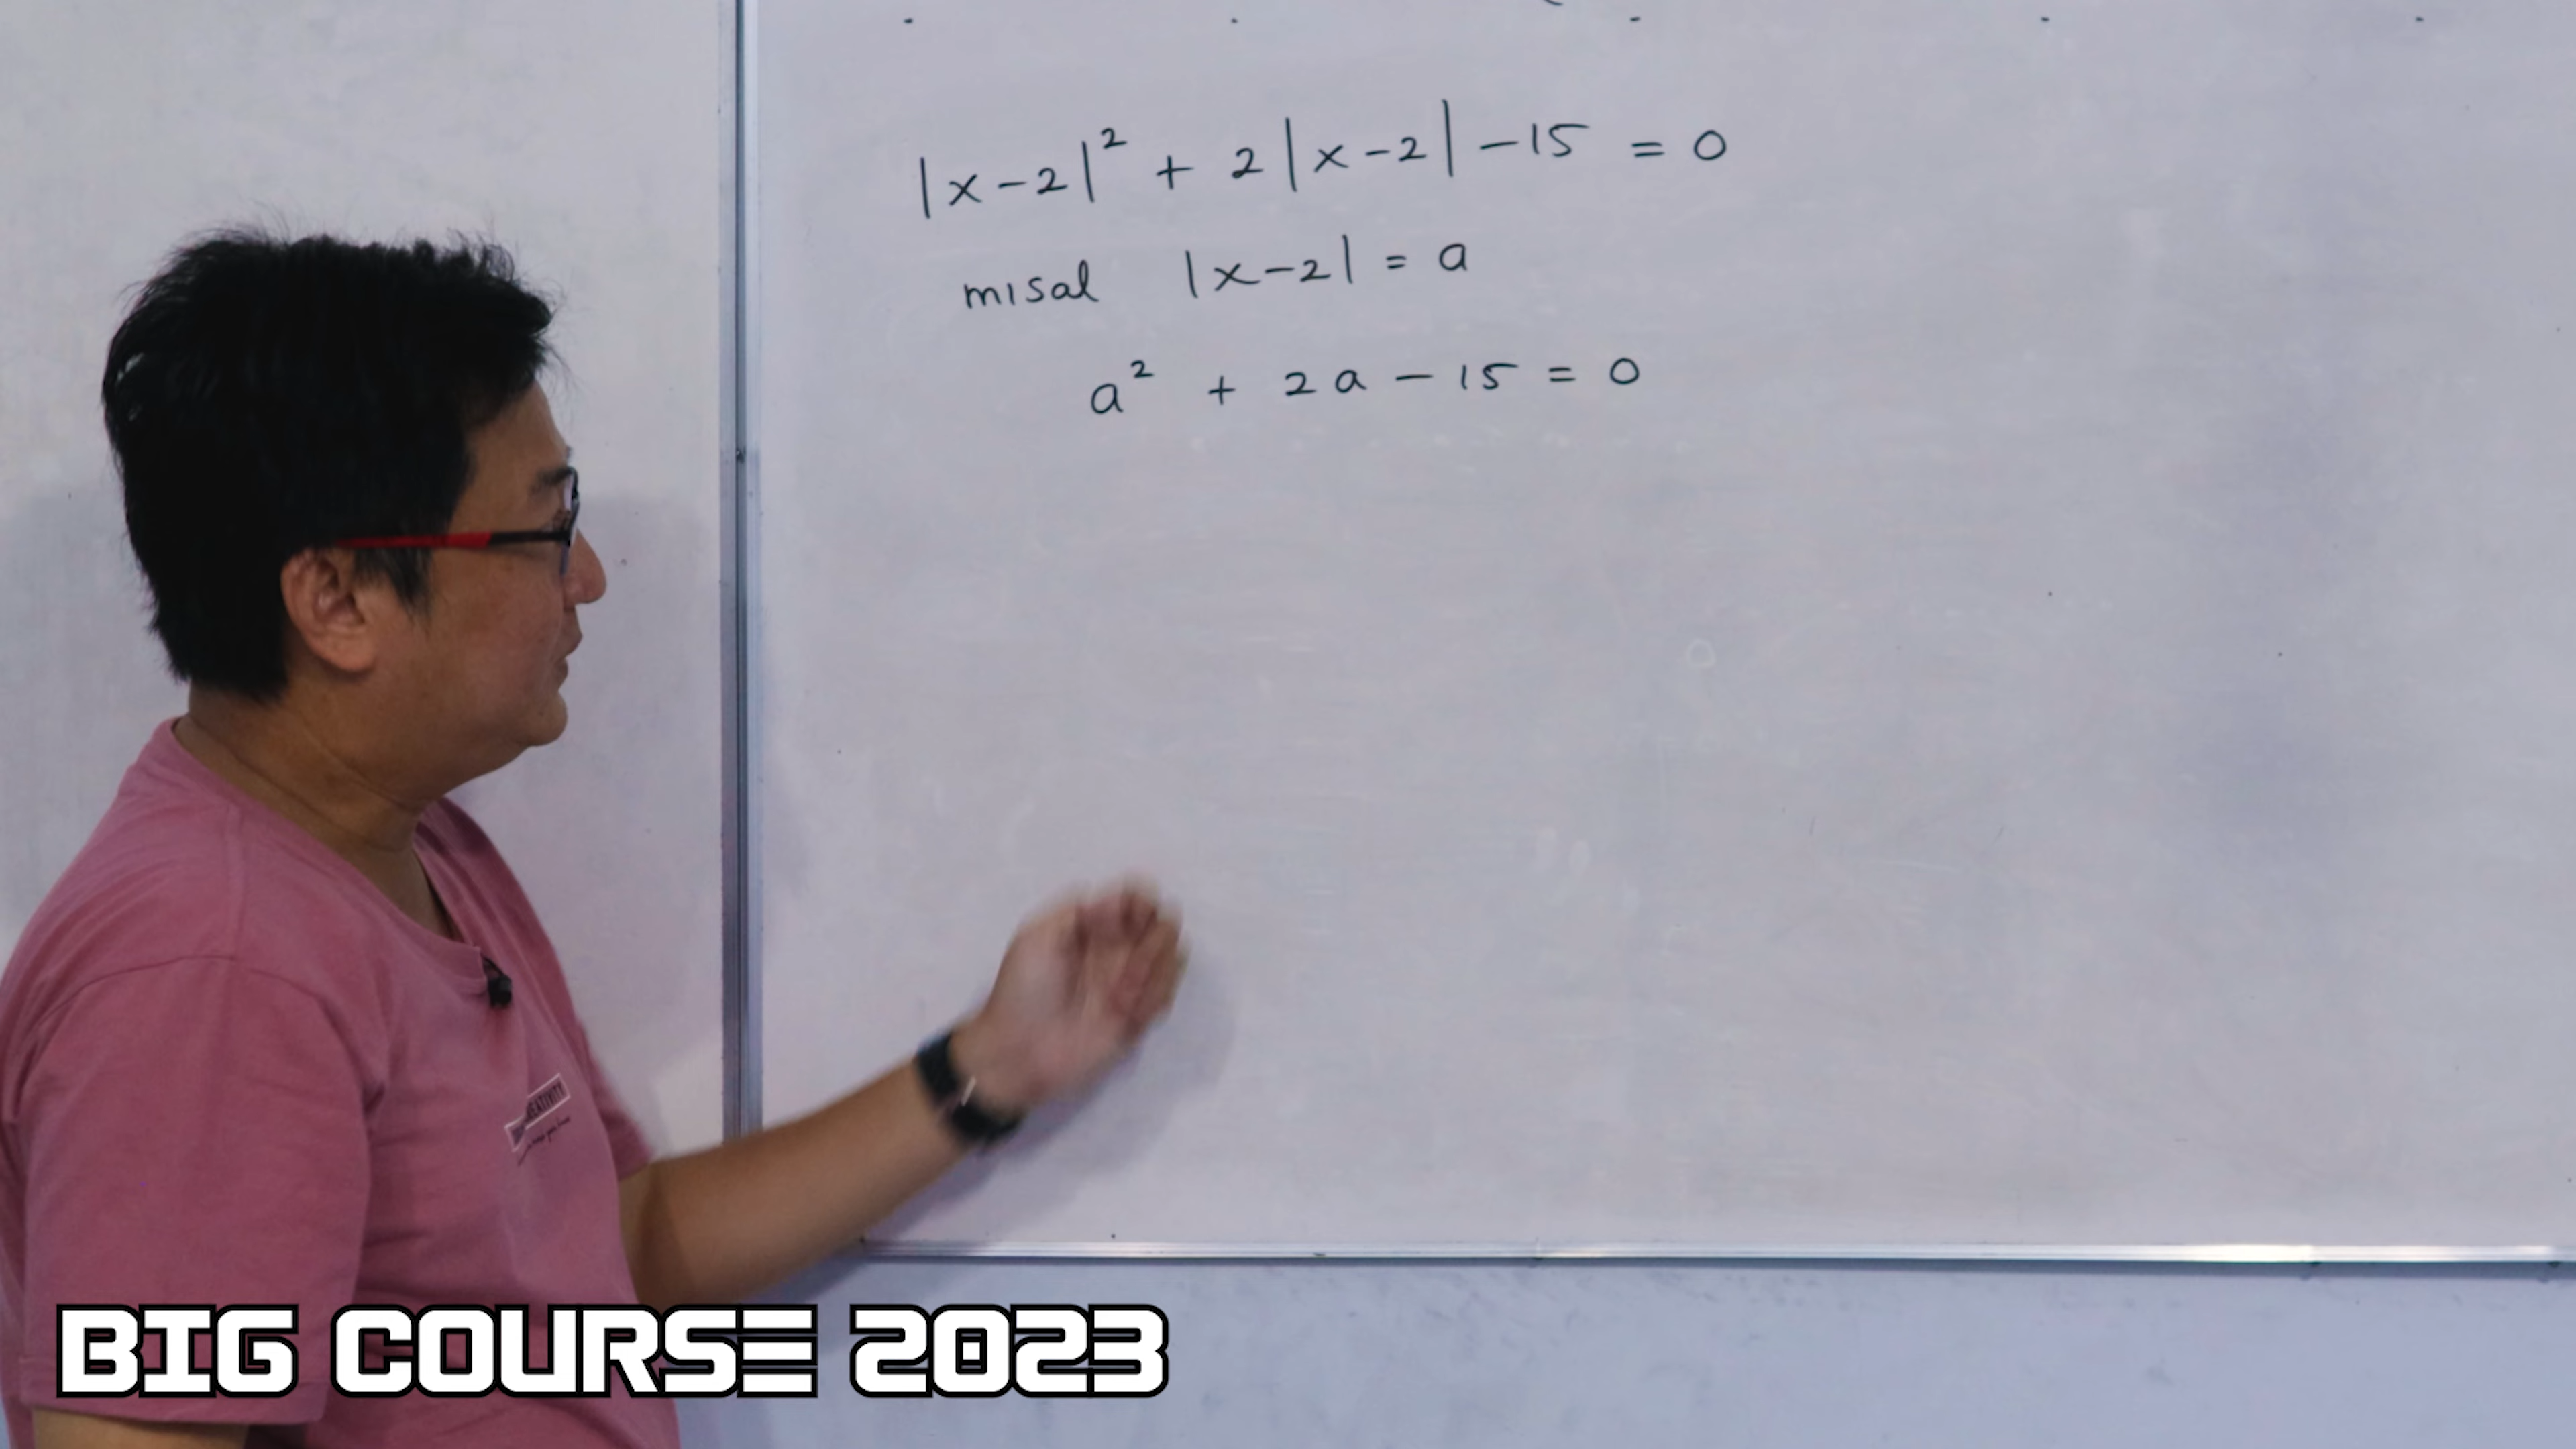 |x-2|² + 2|x-2| -15 = 0
misal |x-2| = a
a² + 2a - 15 = 0
BIG COURSE 2023